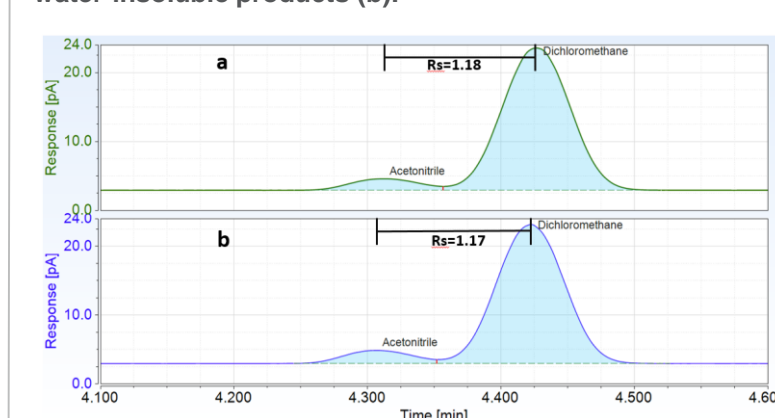 water-insoluble products (b).
24.0
20.0
10.0
0.0
Response [pA]
a
Rs=1.18
Dichloromethane
Acetonitrile
24.0
20.0
10.0
0.0
Response [pA]
b
Rs=1.17
Dichloromethane
Acetonitrile
4.100 4.200 4.300 4.400 4.500 4.60
Time [min]